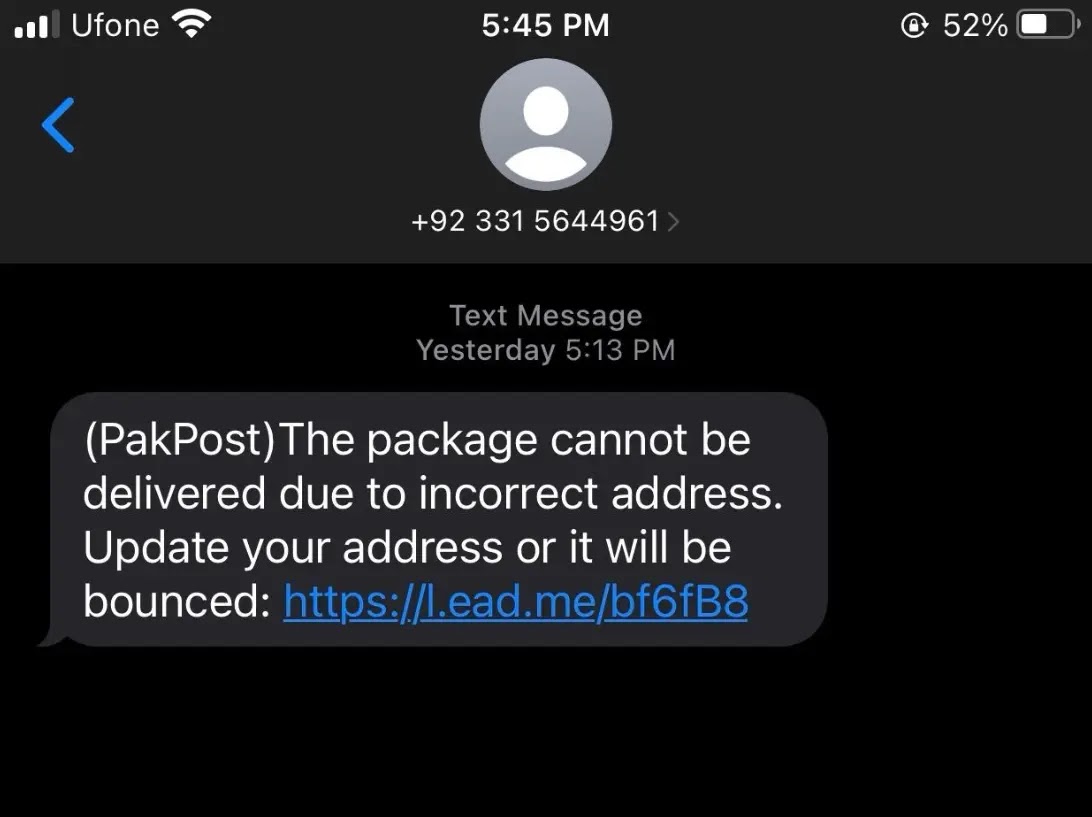 Ufone 5:45 PM 52%
+92 331 5644961
Text Message
Yesterday 5:13 PM
(PakPost)The package cannot be
delivered due to incorrect address.
Update your address or it will be
bounced: https://l.ead.me/bf6fB8